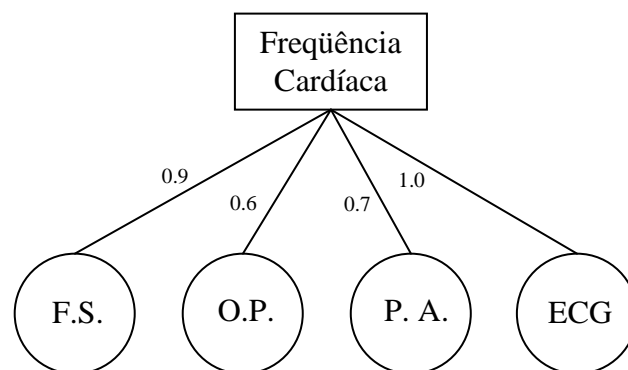 Freqüência
Cardíaca
0.9
0.6
0.7
1.0
F.S.
O.P.
P. A.
ECG